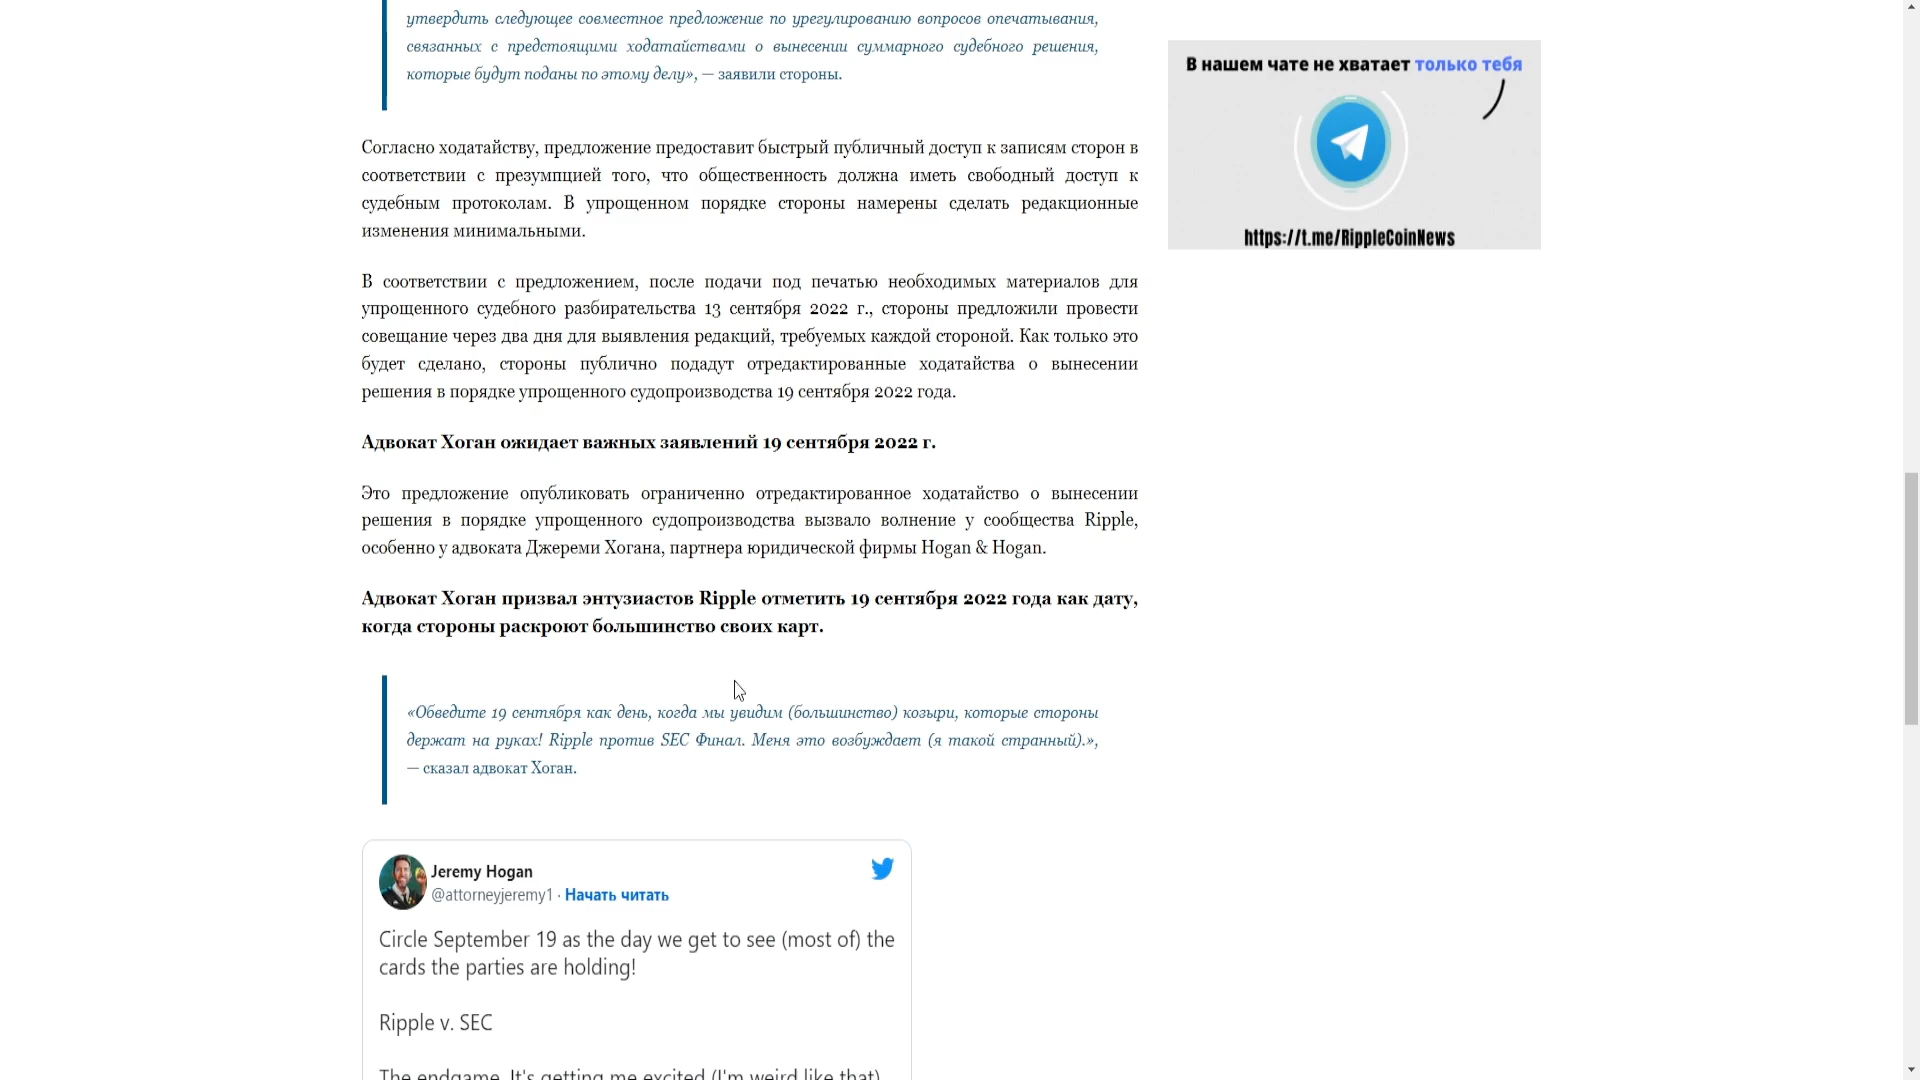 утвердить следующее совместное предложение по урегулированию вопросов опечатывания,
связанных с предстоящими ходатайствами о вынесении суммарного судебного решения,
которые будут поданы по этому делу», — заявили стороны.
В нашем чате не хватает только тебя
https://t.me/RippleCoinNews
Согласно ходатайству, предложение предоставит быстрый публичный доступ к записям сторон в
соответствии с презумпцией того, что общественность должна иметь свободный доступ к
судебным протоколам. В упрощенном порядке стороны намерены сделать редакционные
изменения минимальными.
В соответствии с предложением, после подачи под печатью необходимых материалов для
упрощенного судебного разбирательства 13 сентября 2022 г., стороны предложили провести
совещание через два дня для выявления редакций, требуемых каждой стороной. Как только это
будет сделано, стороны публично подадут отредактированные ходатайства о вынесении
решения в порядке упрощенного судопроизводства 19 сентября 2022 года.
Адвокат Хоган ожидает важных заявлений 19 сентября 2022 г.
Это предложение опубликовать ограниченно отредактированное ходатайство о вынесении
решения в порядке упрощенного судопроизводства вызвало волнение у сообщества Ripple,
особенно у адвоката Джереми Хогана, партнера юридической фирмы Hogan & Hogan.
Адвокат Хоган призвал энтузиастов Ripple отметить 19 сентября 2022 года как дату,
когда стороны раскроют большинство своих карт.
«Обведите 19 сентября как день, когда мы увидим (большинство) козыри, которые стороны
держат на руках! Ripple против SEC Финал. Меня это возбуждает (я такой странный).»,
— сказал адвокат Хоган.
Jeremy Hogan
@attorneyjeremy1 · Начать читать
Circle September 19 as the day we get to see (most of) the
cards the parties are holding!
Ripple v. SEC
The endgame. It's getting me excited (I'm weird like that)